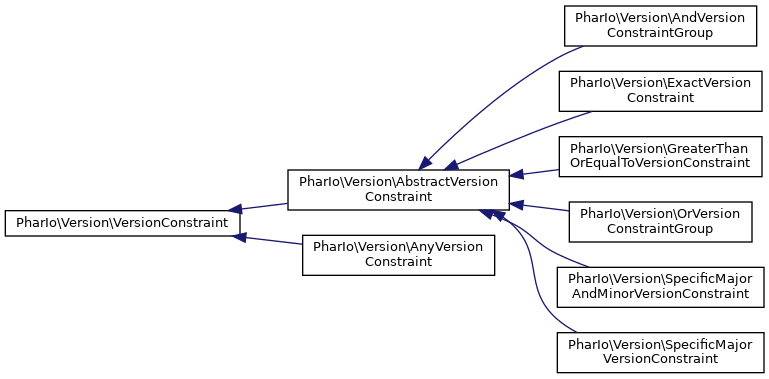 PharIo\Version\AndVersion
ConstraintGroup
PharIo\Version\ExactVersion
Constraint
PharIo\Version\GreaterThan
OrEqualToVersionConstraint
PharIo\Version\AbstractVersion
Constraint
PharIo\Version\OrVersion
ConstraintGroup
PharIo\Version\VersionConstraint
PharIo\Version\AnyVersion
Constraint
PharIo\Version\SpecificMajor
AndMinorVersionConstraint
PharIo\Version\SpecificMajor
VersionConstraint